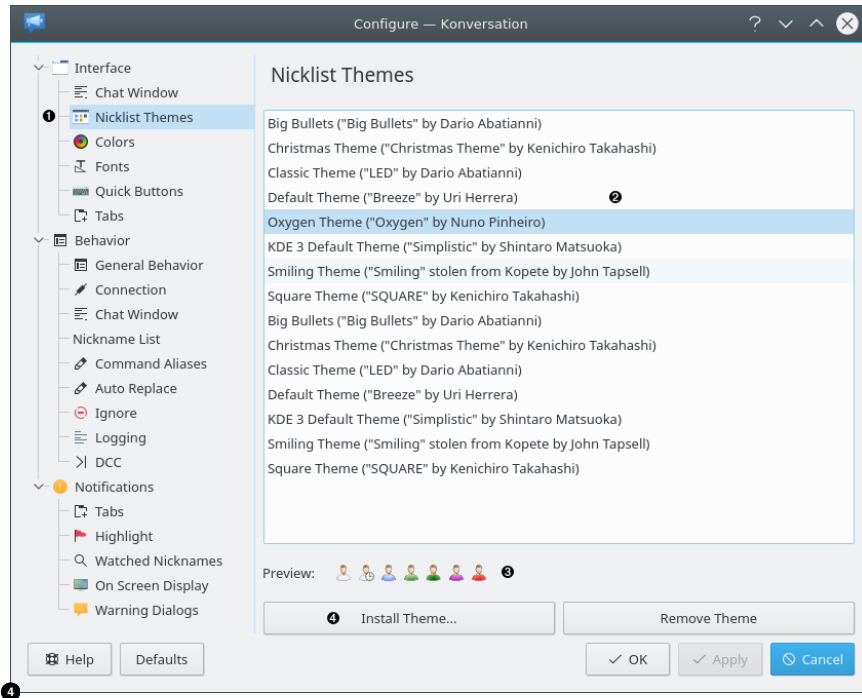 Configure — Konversation
Interface
Chat Window
❶ Nicklist Themes
Colors
Fonts
Quick Buttons
Tabs
Behavior
General Behavior
Connection
Chat Window
Nickname List
Command Aliases
Auto Replace
Ignore
Logging
DCC
Notifications
Tabs
Highlight
Watched Nicknames
On Screen Display
Warning Dialogs
Nicklist Themes
Big Bullets ("Big Bullets" by Dario Abatianni)
Christmas Theme ("Christmas Theme" by Kenichiro Takahashi)
Classic Theme ("LED" by Dario Abatianni)
Default Theme ("Breeze" by Uri Herrera) ❷
Oxygen Theme ("Oxygen" by Nuno Pinheiro)
KDE 3 Default Theme ("Simplistic" by Shintaro Matsuoka)
Smiling Theme ("Smiling" stolen from Kopete by John Tapsell)
Square Theme ("SQUARE" by Kenichiro Takahashi)
Big Bullets ("Big Bullets" by Dario Abatianni)
Christmas Theme ("Christmas Theme" by Kenichiro Takahashi)
Classic Theme ("LED" by Dario Abatianni)
Default Theme ("Breeze" by Uri Herrera)
KDE 3 Default Theme ("Simplistic" by Shintaro Matsuoka)
Smiling Theme ("Smiling" stolen from Kopete by John Tapsell)
Square Theme ("SQUARE" by Kenichiro Takahashi)
Preview: ❸
❹ Install Theme...
Remove Theme
Help
Defaults
OK
Apply
Cancel
❹